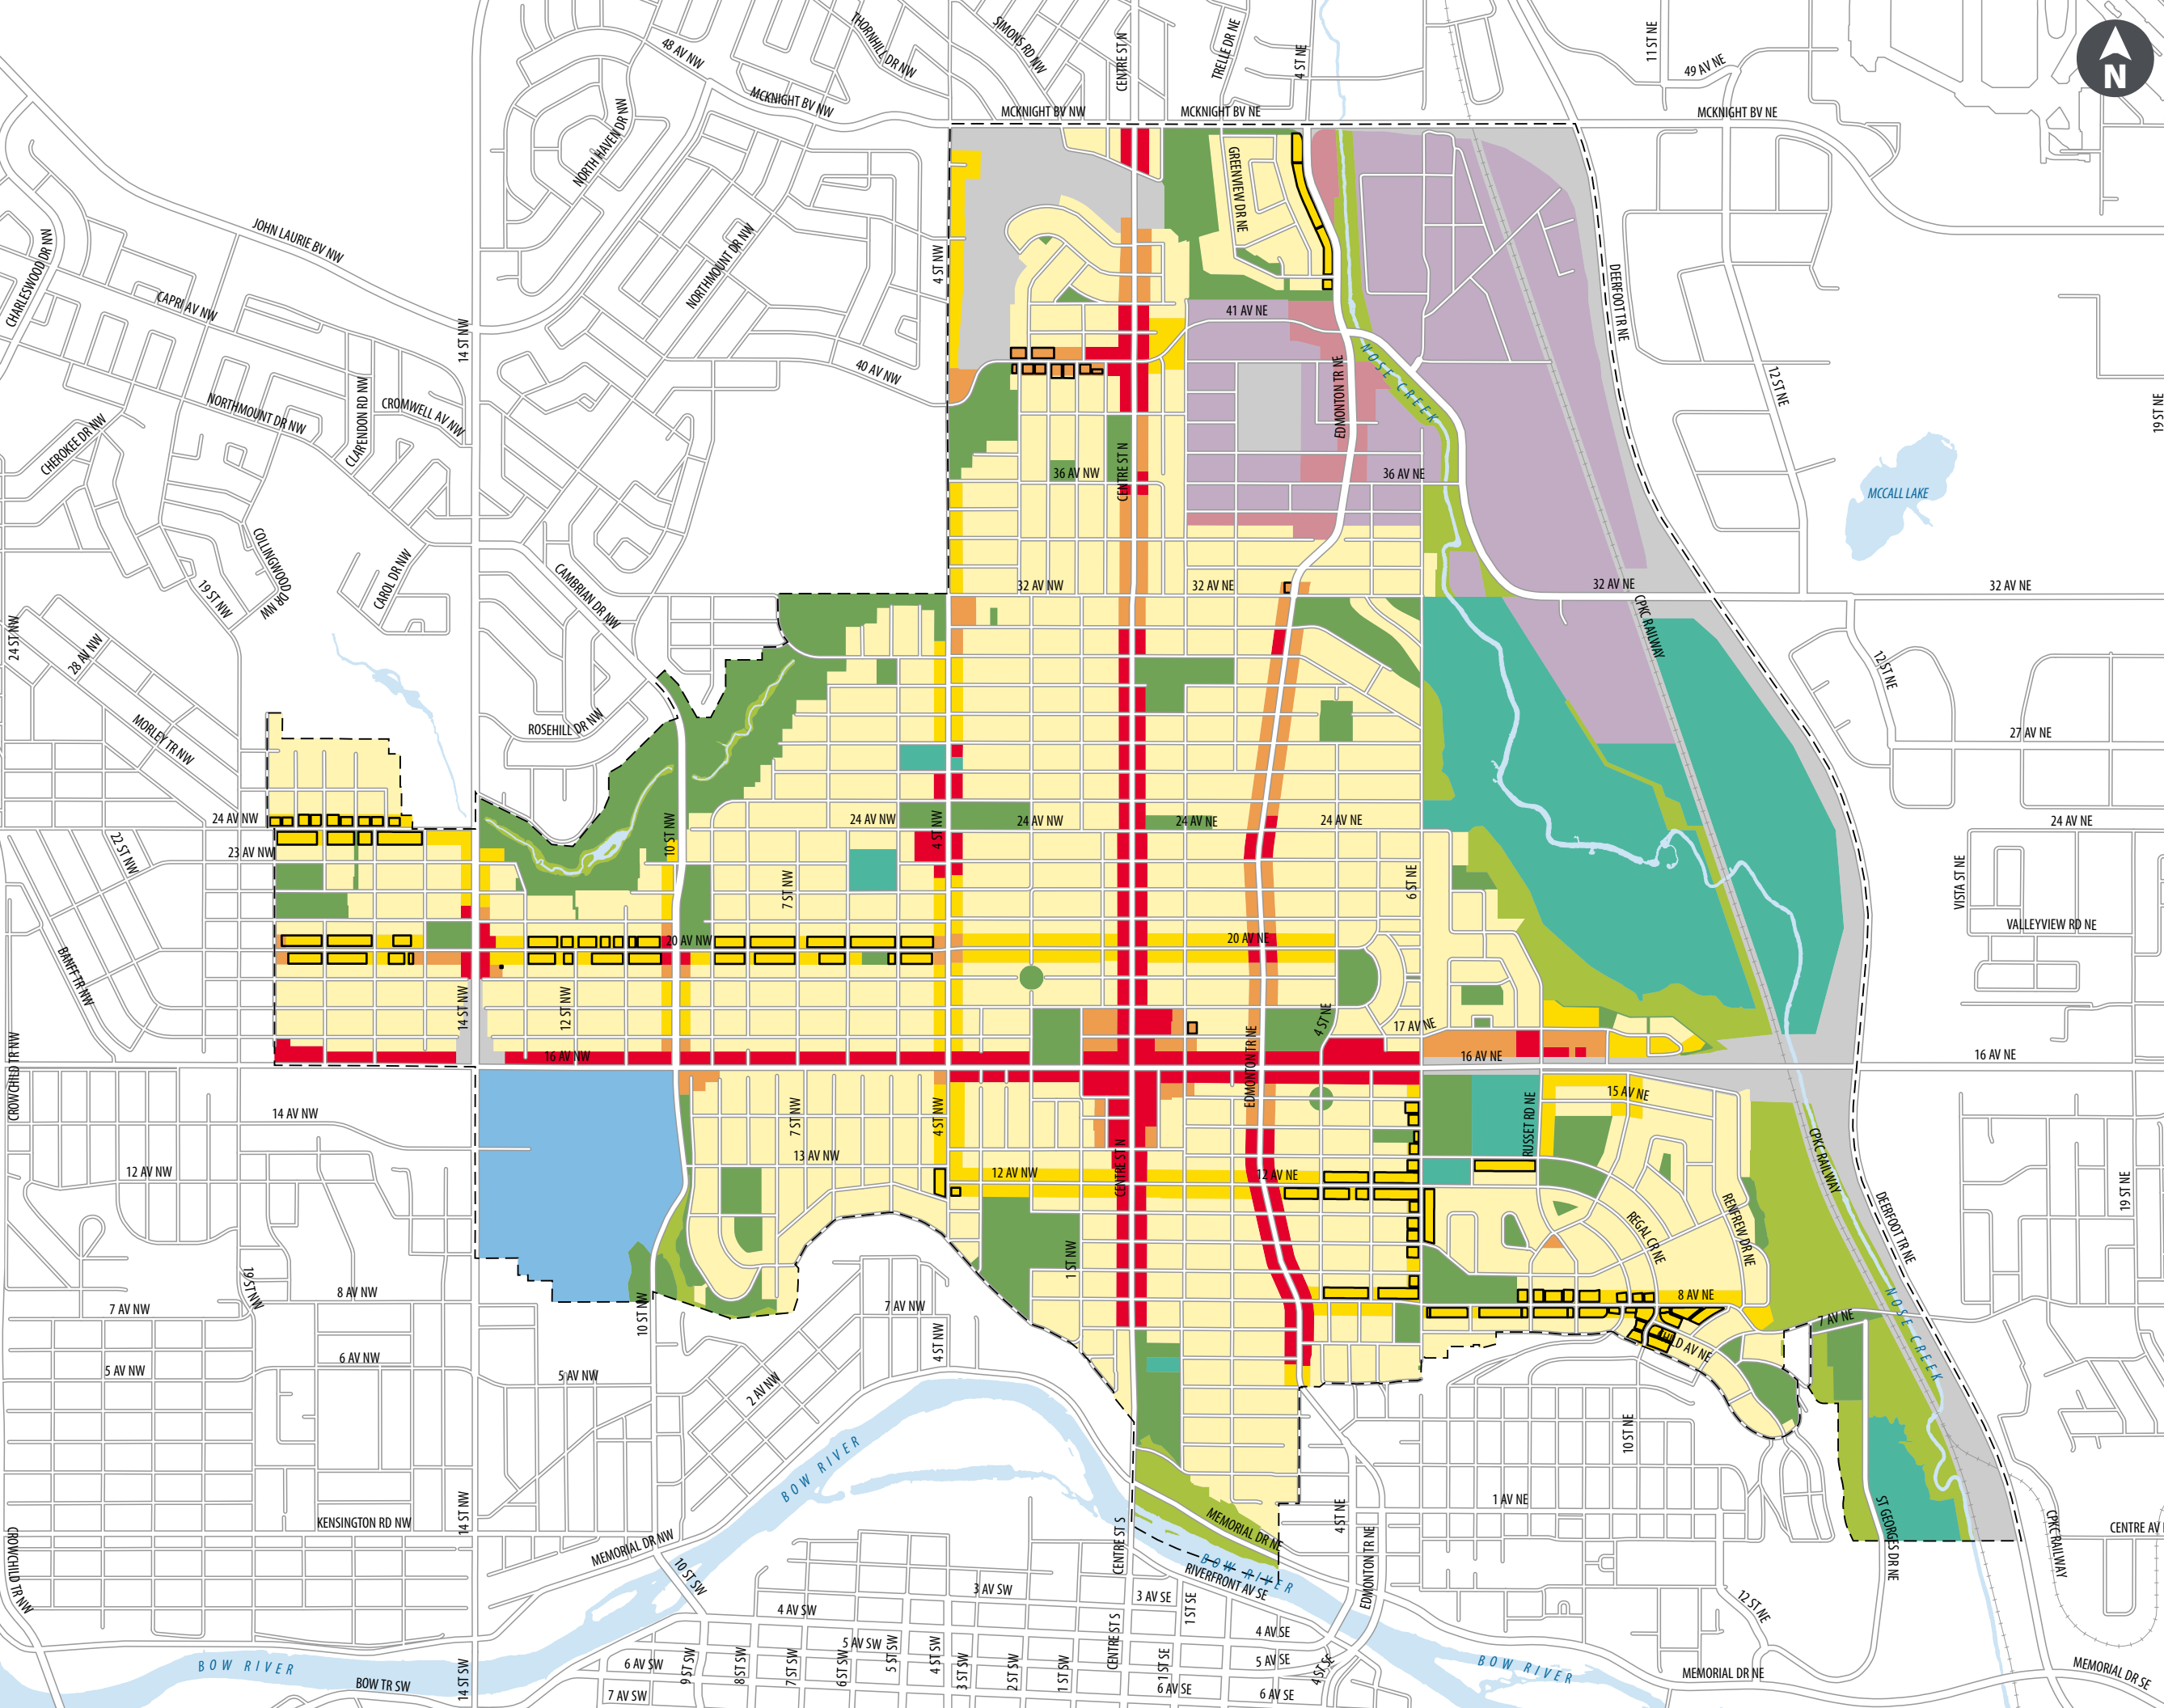 THORNHILL DR NW
SIMONS RD NW
CENTRE ST N
TRELLE DR NE
4 ST NE
11 ST NE
48 AV NW
49 AV NE
N
MCKNIGHT BV NW
MCKNIGHT BV NW
MCKNIGHT BV NE
MCKNIGHT BV NE
NORTH HAVEN DR NW
GREENVIEW DR NE
JOHN LAURIE BV NW
CHARLESWOOD DR NW
NORTHMOUNT DR NW
4 ST NW
DEERFOOT TR NE
CAPRI AV NW
14 ST NW
41 AV NE
NOSE CREEK
40 AV NW
12 ST NE
19 ST NE
NORTHMOUNT DR NW
CLARENDON RD NW
CROMWELL AV NW
EDMONTON TR NE
CHEROKEE DR NW
CENTRE ST N
36 AV NW
36 AV NE
MCCALL LAKE
COLLINGWOOD DR NW
CAROL DR NW
19 ST NW
CAMBRIAN DR NW
32 AV NW
32 AV NE
32 AV NE
32 AV NE
24 ST NW
28 AV NW
CPKC RAILWAY
12 ST NE
MORLEY TR NW
ROSEHILL DR NW
27 AV NE
24 AV NW
22 ST NW
23 AV NW
10 ST NW
24 AV NW
4 ST NW
24 AV NW
24 AV NE
24 AV NE
24 AV NE
7 ST NW
6 ST NE
VISTA ST NE
VALLEYVIEW RD NE
20 AV NW
20 AV NE
BANFF TR NW
14 ST NW
12 ST NW
4 ST NE
17 AV NE
CROWCHILD TR NW
16 AV NW
EDMONTON TR NE
16 AV NE
16 AV NE
14 AV NW
7 ST NW
4 ST NW
RUSSET RD NE
15 AV NE
13 AV NW
CENTRE ST N
CPKC RAILWAY
12 AV NW
12 AV NW
12 AV NE
19 ST NE
REGAL CR NE
RENFREW DR NE
DEERFOOT TR NE
1 ST NW
19 ST NW
8 AV NW
10 ST NW
7 AV NW
7 AV NW
8 AV NE
7 AV NE
NOSE CREEK
4 ST NW
6 AV NW
5 AV NW
5 AV NW
2 AV NW
10 ST NE
BOW RIVER
14 ST NW
KENSINGTON RD NW
MEMORIAL DR NW
CROWCHILD TR NW
CENTRE ST S
MEMORIAL DR NE
4 ST NE
1 AV NE
ST GEORGES DR NE
CPKC RAILWAY
10 ST SW
BOW RIVER
RIVERFRONT AV SE
EDMONTON TR NE
3 AV SW
3 AV SE
1 ST SE
12 ST NE
4 AV SW
4 AV SE
5 AV SW
CENTRE ST S
5 AV SE
4 ST SE
BOW RIVER
BOW TR SW
14 ST SW
6 AV SW
7 AV SW
9 ST SW
8 ST SW
7 ST SW
6 ST SW
5 ST SW
4 ST SW
3 ST SW
2 ST SW
1 ST SW
1 ST SE
6 AV SE
6 AV SE
BOW RIVER
MEMORIAL DR NE
MEMORIAL DR SE